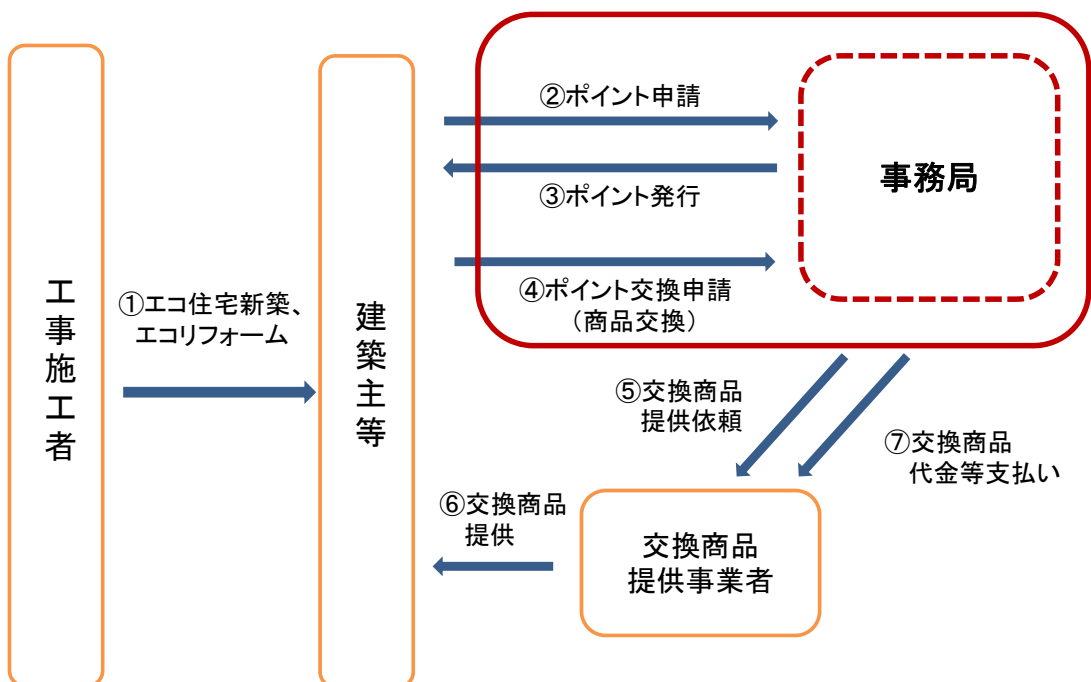 工事施工者
①エコ住宅新築、
エコリフォーム
建築主等
②ポイント申請
③ポイント発行
④ポイント交換申請
（商品交換）
事務局
⑤交換商品
提供依頼
⑦交換商品
代金等支払い
⑥交換商品
提供
交換商品
提供事業者